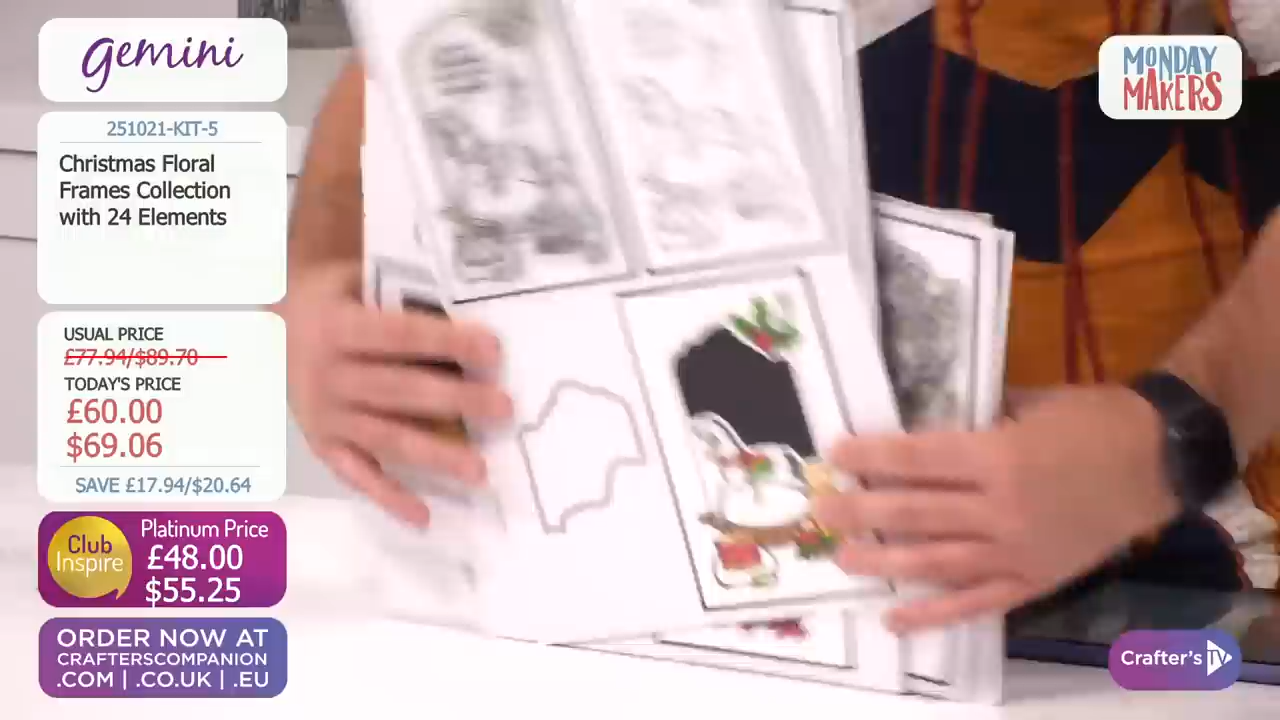 gemini
251021-KIT-5
Christmas Floral
Frames Collection
with 24 Elements
USUAL PRICE
£77.94/$89.70
TODAY'S PRICE
£60.00
$69.06
SAVE £17.94/$20.64
Club
Inspire
Platinum Price
£48.00
$55.25
ORDER NOW AT
CRAFTERSCOMPANION
.COM | .CO.UK | .EU
MONDAY
MAKERS
Crafter's TV